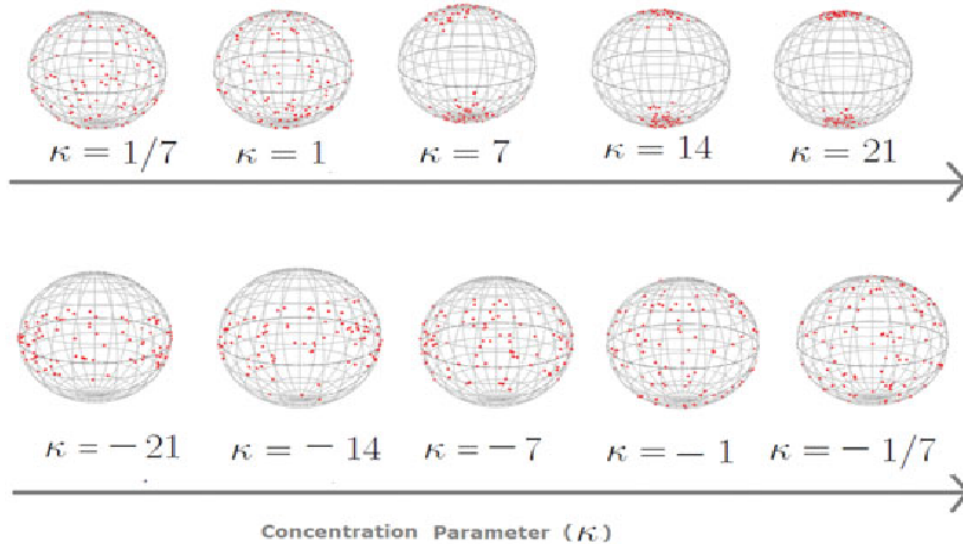 κ = 1/7 κ = 1 κ = 7 κ = 14 κ = 21
κ = − 21 κ = − 14 κ = − 7 κ = − 1 κ = − 1/7
Concentration Parameter (κ)